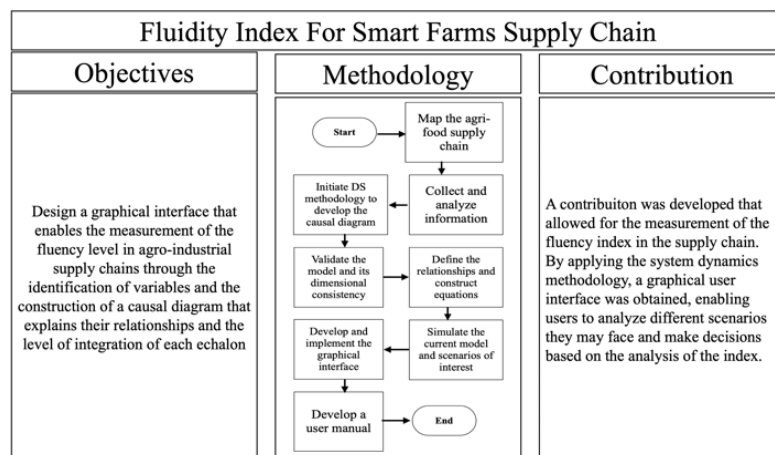 Fluidity Index For Smart Farms Supply Chain
Objectives
Design a graphical interface that
enables the measurement of the
fluency level in agro-industrial
supply chains through the
identification of variables and the
construction of a causal diagram that
explains their relationships and the
level of integration of each echalon
Methodology
Start
Map the agri-
food supply
chain
Collect and
analyze
information
Initiate DS
methodology to
develop the
causal diagram
Validate the
model and its
dimensional
consistency
Define the
relationships and
construct
equations
Simulate the
current model
and scenarios of
interest
Develop and
implement the
graphical
interface
Develop a
user manual
End
Contribution
A contribuiton was developed that
allowed for the measurement of the
fluency index in the supply chain.
By applying the system dynamics
methodology, a graphical user
interface was obtained, enabling
users to analyze different scenarios
they may face and make decisions
based on the analysis of the index.